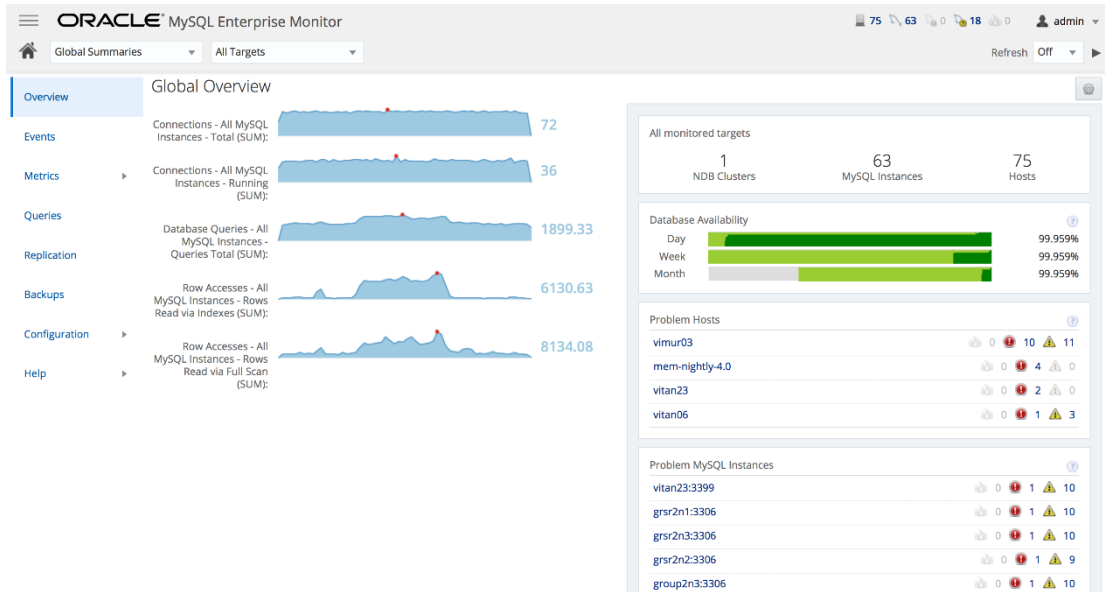 ORACLE® MySQL Enterprise Monitor
75 63 0 18 0 admin
Global Summaries All Targets Refresh Off
Overview
Events
Metrics
Queries
Replication
Backups
Configuration
Help
Global Overview
Connections - All MySQL
Instances - Total (SUM):
72
Connections - All MySQL
Instances - Running
(SUM):
36
Database Queries - All
MySQL Instances -
Queries Total (SUM):
1899.33
Row Accesses - All
MySQL Instances - Rows
Read via Indexes (SUM):
6130.63
Row Accesses - All
MySQL Instances - Rows
Read via Full Scan
(SUM):
8134.08
All monitored targets
1 63 75
NDB Clusters MySQL Instances Hosts
Database Availability ?
Day 99.959%
Week 99.959%
Month 99.959%
Problem Hosts ?
vimur03 0 10 11
mem-nightly-4.0 0 4 0
vitan23 0 2 0
vitan06 0 1 3
Problem MySQL Instances ?
vitan23:3399 0 1 10
grsr2n1:3306 0 1 10
grsr2n3:3306 0 1 10
grsr2n2:3306 0 1 9
group2n3:3306 0 1 10